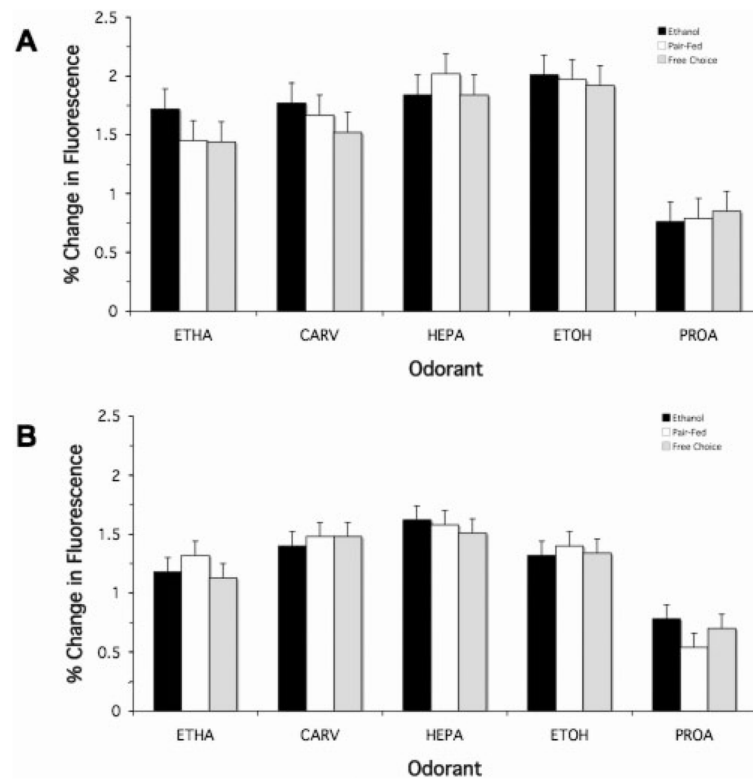 A
2.5
Ethanol
Pair-Fed
Free Choice
2
1.5
1
0.5
0
% Change in Fluorescence
ETHA CARV HEPA ETOH PROA
Odorant
B
2.5
Ethanol
Pair-Fed
Free Choice
2
1.5
1
0.5
0
% Change in Fluorescence
ETHA CARV HEPA ETOH PROA
Odorant